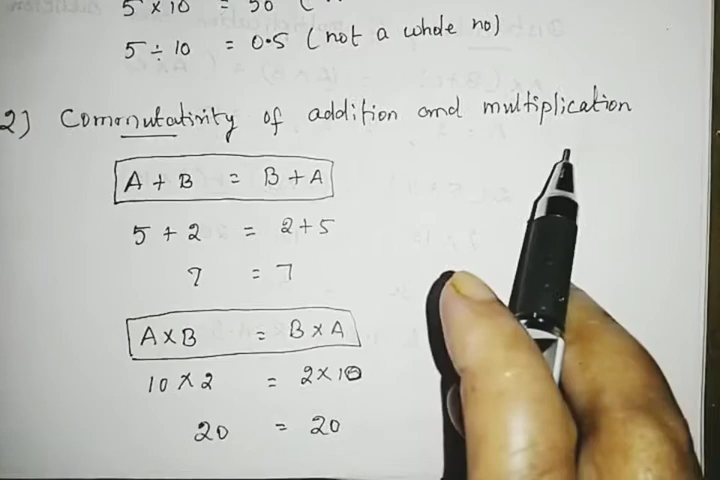 5 × 10 = 50 (
5 ÷ 10 = 0.5 (not a whole no)
2) Commutativity of addition and multiplication
A + B = B + A
5 + 2 = 2 + 5
7 = 7
A × B = B × A
10 × 2 = 2 × 10
20 = 20